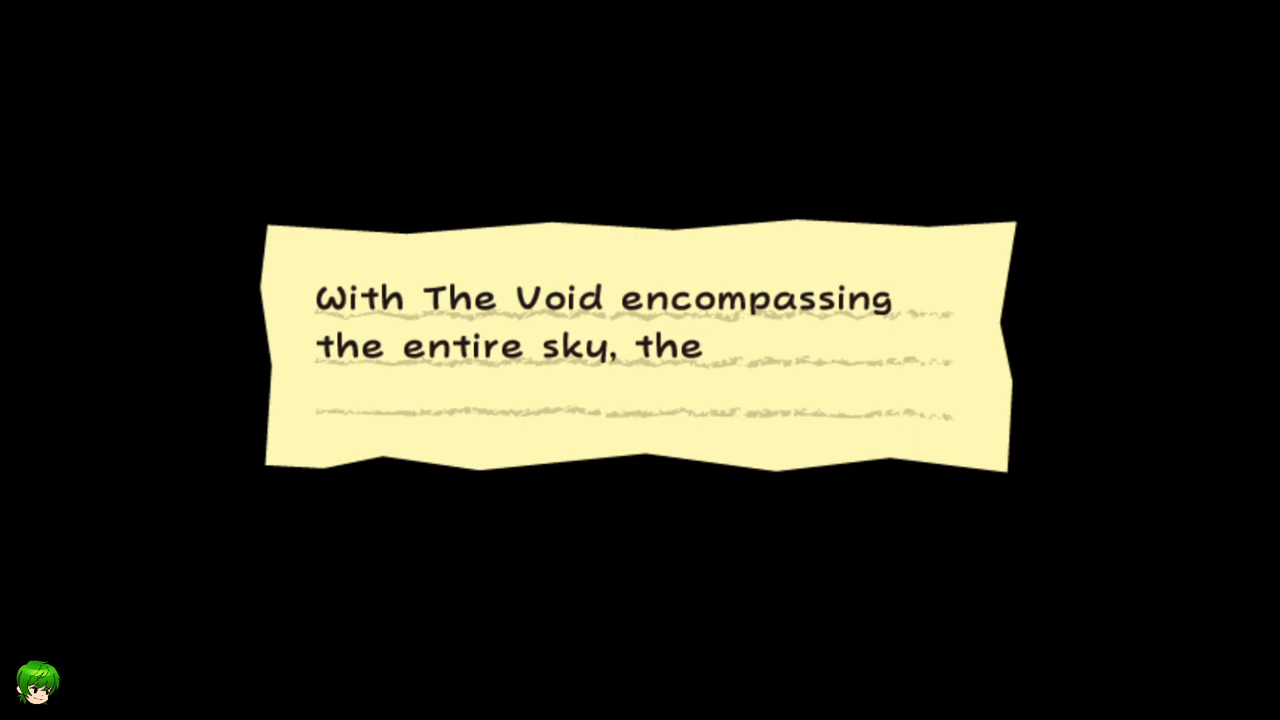 With The Void encompassing
the entire sky, the